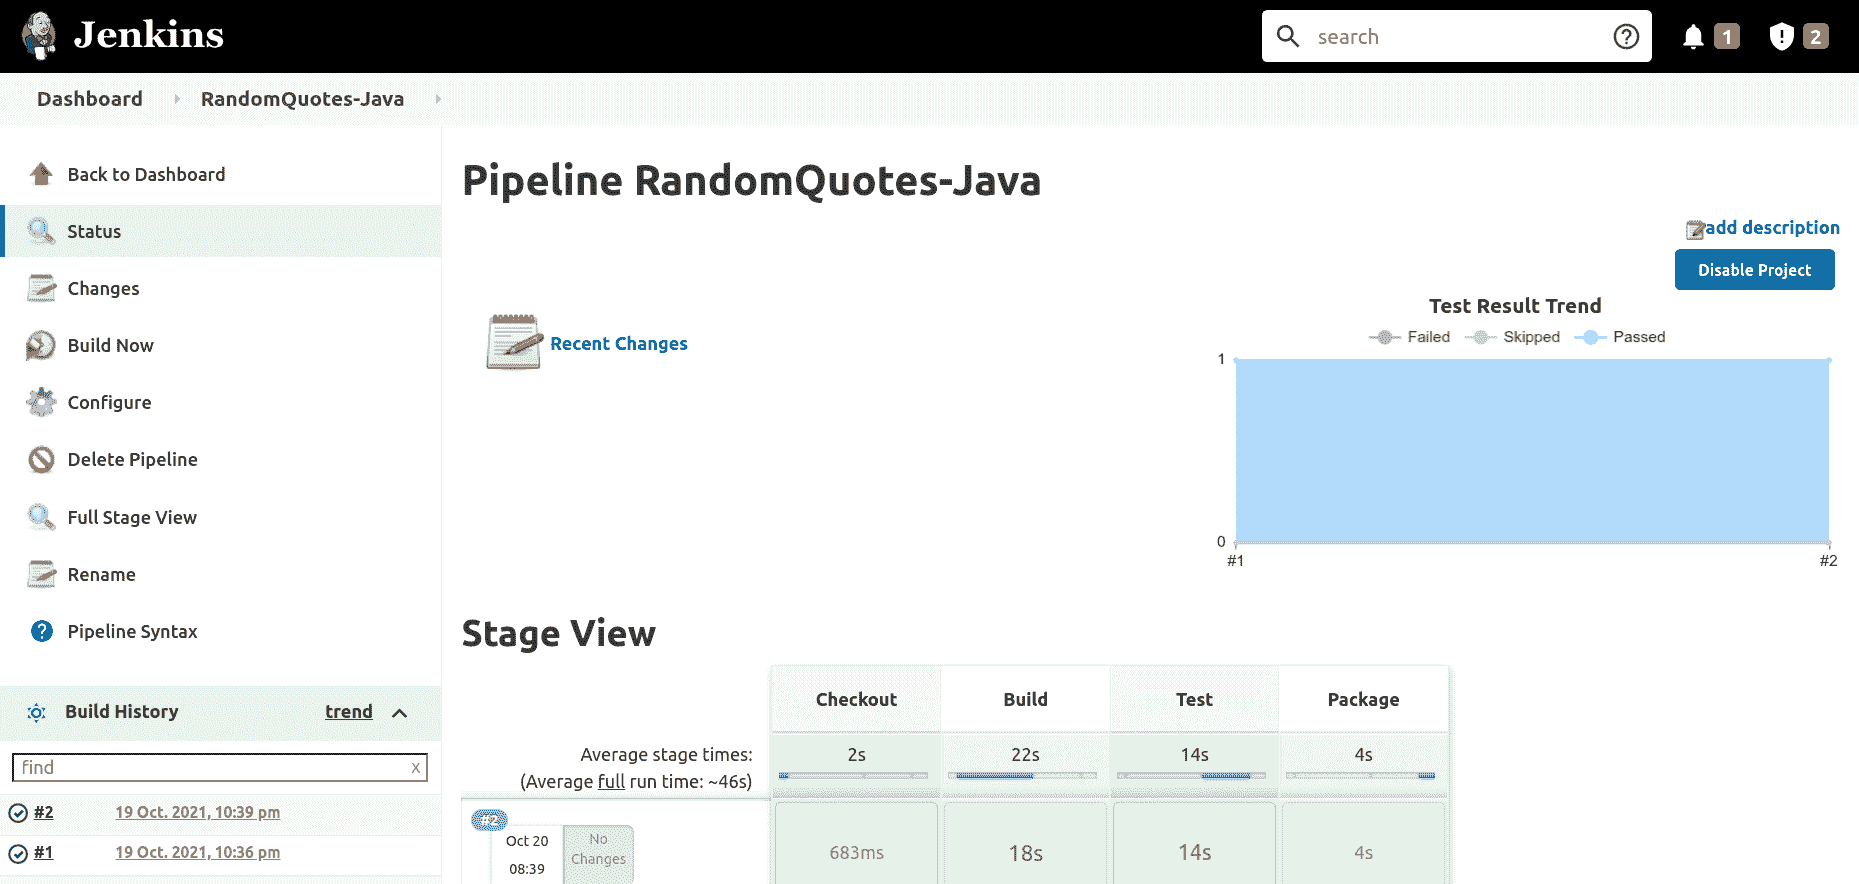 Jenkins
search
1
2
Dashboard
RandomQuotes-Java
Back to Dashboard
Status
Changes
Build Now
Configure
Delete Pipeline
Full Stage View
Rename
Pipeline Syntax
Build History
trend
find
x
#2
19 Oct. 2021, 10:39 pm
#1
19 Oct. 2021, 10:36 pm
Pipeline RandomQuotes-Java
add description
Disable Project
Recent Changes
Test Result Trend
Failed Skipped Passed
1
0
#1
#2
Stage View
Checkout Build Test Package
Average stage times:
(Average full run time: ~46s)
2s 22s 14s 4s
#2
Oct 20
08:39
No
Changes
683ms 18s 14s 4s